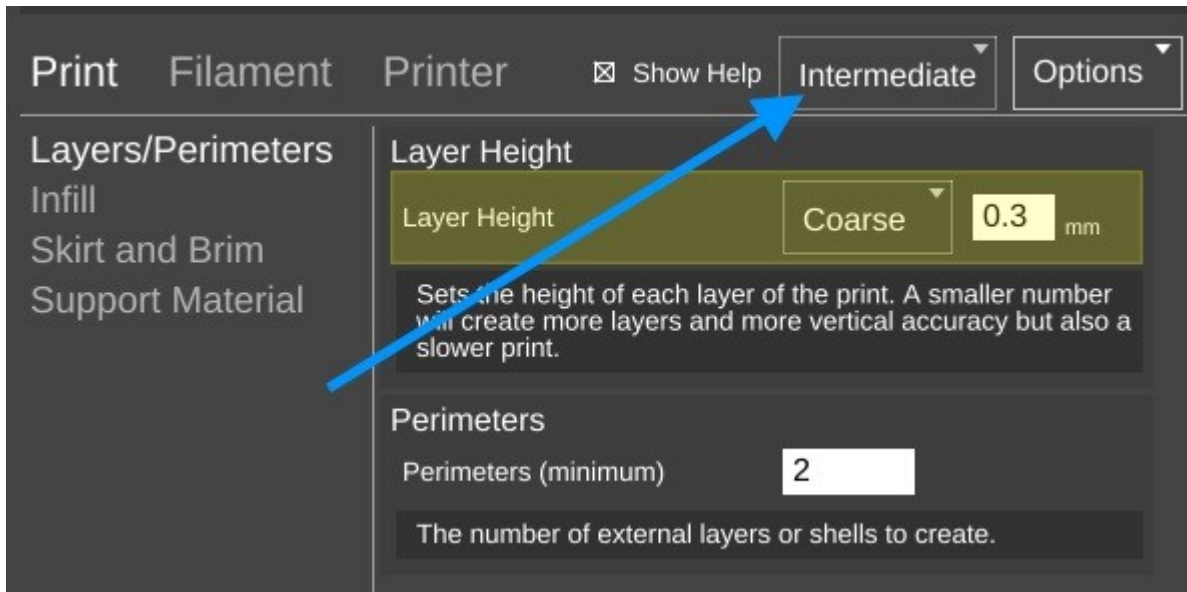 Print Filament Printer Show Help Intermediate Options
Layers/Perimeters
Infill
Skirt and Brim
Support Material
Layer Height
Layer Height Coarse 0.3 mm
Sets the height of each layer of the print. A smaller number
will create more layers and more vertical accuracy but also a
slower print.
Perimeters
Perimeters (minimum) 2
The number of external layers or shells to create.